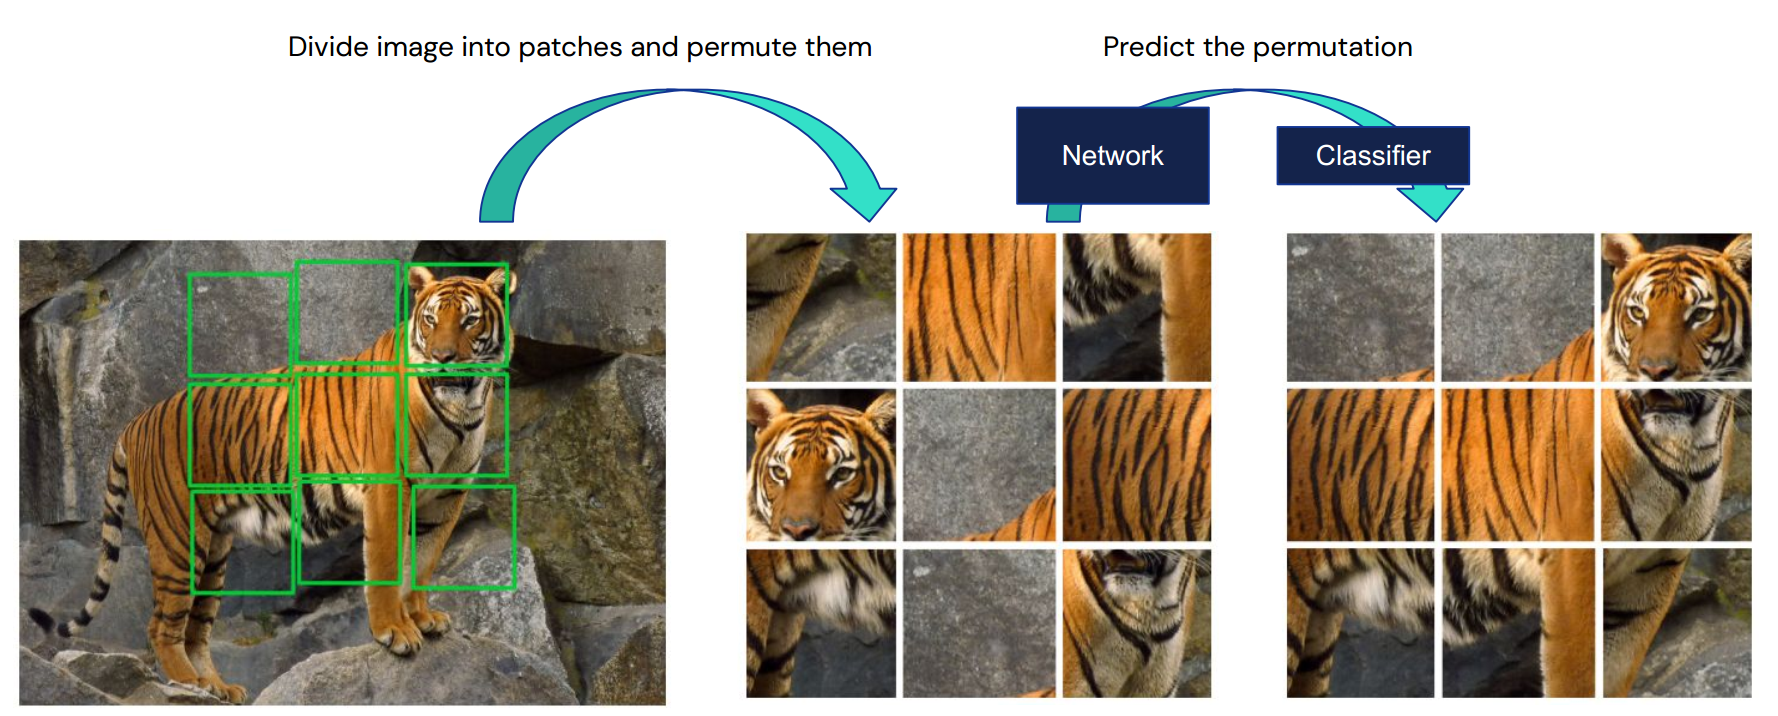 Divide image into patches and permute them
Predict the permutation
Network
Classifier